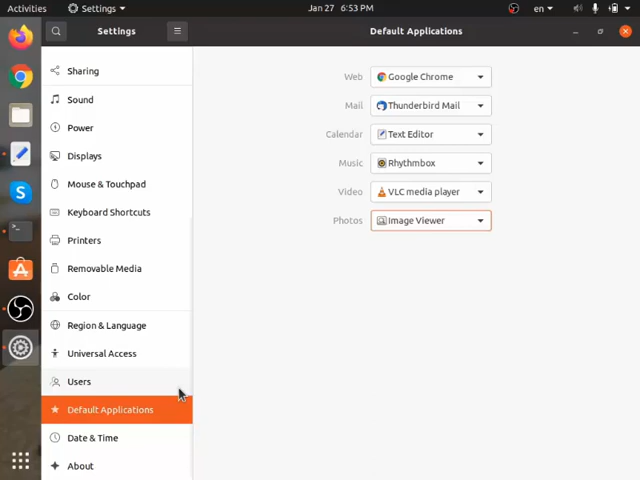 Activities
Settings
Jan 27 6:53 PM
en
Settings
Default Applications
Sharing
Sound
Power
Displays
Mouse & Touchpad
Keyboard Shortcuts
Printers
Removable Media
Color
Region & Language
Universal Access
Users
Default Applications
Date & Time
About
Web Google Chrome
Mail Thunderbird Mail
Calendar Text Editor
Music Rhythmbox
Video VLC media player
Photos Image Viewer